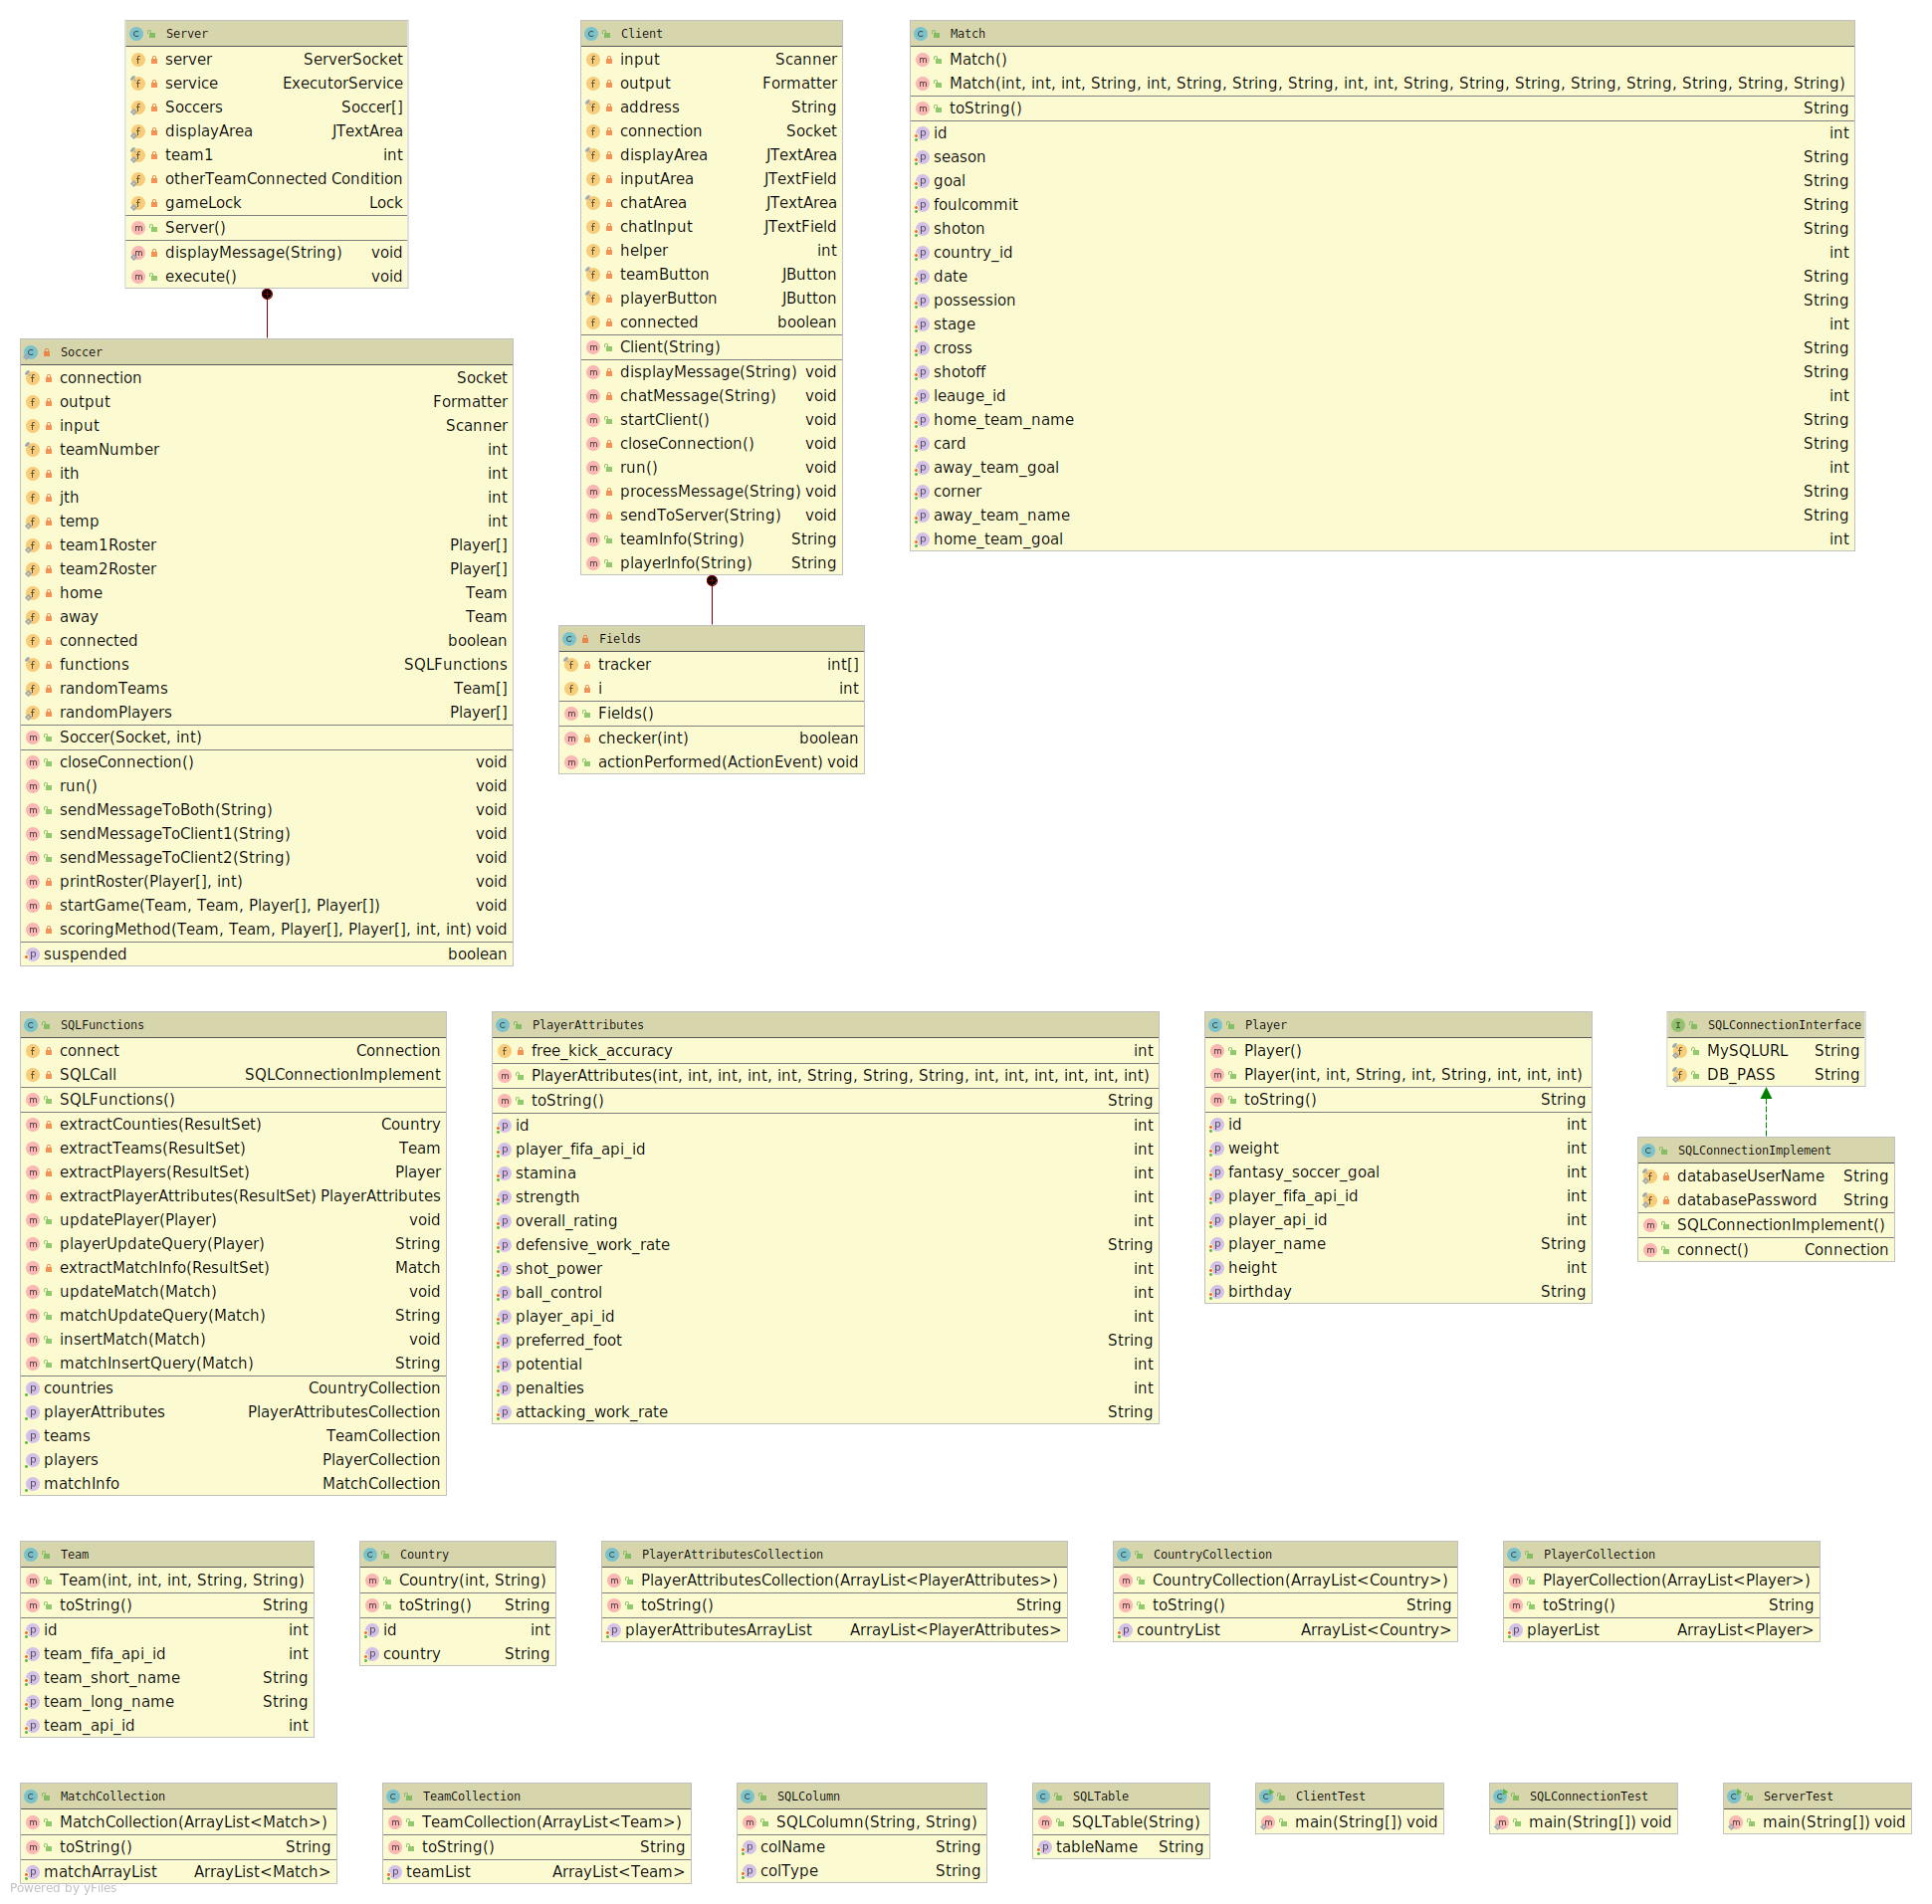 Server
server ServerSocket
service ExecutorService
Soccers Soccer[]
displayArea JTextArea
team1 int
otherTeamConnected Condition
gameLock Lock
Server()
displayMessage(String) void
execute() void
Client
input Scanner
output Formatter
address String
connection Socket
displayArea JTextArea
inputArea JTextField
chatArea JTextArea
chatInput JTextField
helper int
teamButton JButton
playerButton JButton
connected boolean
Client(String)
displayMessage(String) void
chatMessage(String) void
startClient() void
closeConnection() void
run() void
processMessage(String) void
sendToServer(String) void
teamInfo(String) String
playerInfo(String) String
Match
Match()
Match(int, int, int, String, int, String, String, String, int, int, String, String, String, String, String, String, String, String)
toString() String
id int
season String
goal String
foulcommit String
shoton String
country_id int
date String
possession String
stage int
cross String
shotoff String
leauge_id int
home_team_name String
card String
away_team_goal int
corner String
away_team_name String
home_team_goal int
Soccer
connection Socket
output Formatter
input Scanner
teamNumber int
ith int
jth int
temp int
team1Roster Player[]
team2Roster Player[]
home Team
away Team
connected boolean
functions SQLFunctions
randomTeams Team[]
randomPlayers Player[]
Soccer(Socket, int)
closeConnection() void
run() void
sendMessageToBoth(String) void
sendMessageToClient1(String) void
sendMessageToClient2(String) void
printRoster(Player[], int) void
startGame(Team, Team, Player[], Player[]) void
scoringMethod(Team, Team, Player[], Player[], int, int) void
suspended boolean
Fields
tracker int[]
i int
Fields()
checker(int) boolean
actionPerformed(ActionEvent) void
SQLFunctions
connect Connection
SQLCall SQLConnectionImplement
SQLFunctions()
extractCounties(ResultSet) Country
extractTeams(ResultSet) Team
extractPlayers(ResultSet) Player
extractPlayerAttributes(ResultSet) PlayerAttributes
updatePlayer(Player) void
playerUpdateQuery(Player) String
extractMatchInfo(ResultSet) Match
updateMatch(Match) void
matchUpdateQuery(Match) String
insertMatch(Match) void
matchInsertQuery(Match) String
countries CountryCollection
playerAttributes PlayerAttributesCollection
teams TeamCollection
players PlayerCollection
matchInfo MatchCollection
PlayerAttributes
free_kick_accuracy int
PlayerAttributes(int, int, int, int, int, String, String, String, int, int, int, int, int, int)
toString() String
id int
player_fifa_api_id int
stamina int
strength int
overall_rating int
defensive_work_rate String
shot_power int
ball_control int
player_api_id int
preferred_foot String
potential int
penalties int
attacking_work_rate String
Player
Player()
Player(int, int, String, int, String, int, int, int)
toString() String
id int
weight int
fantasy_soccer_goal int
player_fifa_api_id int
player_api_id int
player_name String
height int
birthday String
SQLConnectionInterface
MySQLURL String
DB_PASS String
SQLConnectionImplement
databaseUserName String
databasePassword String
SQLConnectionImplement()
connect() Connection
Team
Team(int, int, int, String, String)
toString() String
id int
team_fifa_api_id int
team_short_name String
team_long_name String
team_api_id int
Country
Country(int, String)
toString() String
id int
country String
PlayerAttributesCollection
PlayerAttributesCollection(ArrayList<PlayerAttributes>)
toString() String
playerAttributesArrayList ArrayList<PlayerAttributes>
CountryCollection
CountryCollection(ArrayList<Country>)
toString() String
countryList ArrayList<Country>
PlayerCollection
PlayerCollection(ArrayList<Player>)
toString() String
playerList ArrayList<Player>
MatchCollection
MatchCollection(ArrayList<Match>)
toString() String
matchArrayList ArrayList<Match>
TeamCollection
TeamCollection(ArrayList<Team>)
toString() String
teamList ArrayList<Team>
SQLColumn
SQLColumn(String, String)
colName String
colType String
SQLTable
SQLTable(String)
tableName String
ClientTest
main(String[]) void
SQLConnectionTest
main(String[]) void
ServerTest
main(String[]) void
Powered by yFiles